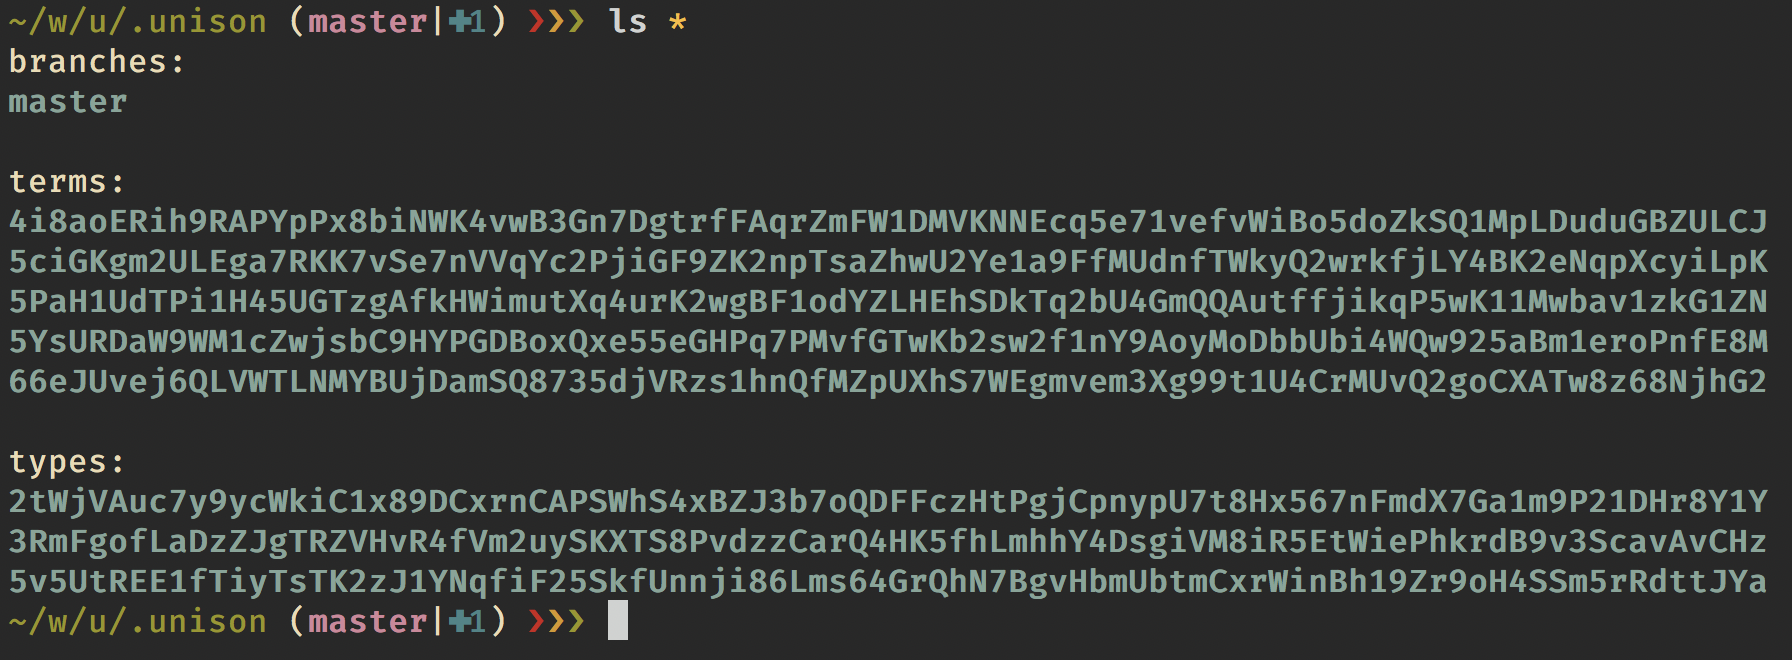 ~/w/u/.unison (master|✚1) ❯❯❯ ls *
branches:
master
terms:
4i8aoERih9RAPYpPx8biNWK4vwB3Gn7DgtrfFAqrZmFW1DMVKNNEcq5e71vefvWiBo5doZkSQ1MpLDuduGBZULCJ
5ciGKgm2ULEga7RKK7vSe7nVVqYc2PjiGF9ZK2npTsaZhwU2Ye1a9FfMUdnfTWkyQ2wrkfjLY4BK2eNqpXcyiLpK
5PaH1UdTPi1H45UGTzgAfkHWimutXq4urK2wgBF1odYZLHEhSDkTq2bU4GmQQAutffjikqP5wK11Mwbav1zkG1ZN
5YsURDaW9WM1cZwjsbC9HYPGDBoxQxe55eGHPq7PMvfGTwKb2sw2f1nY9AoyMoDbbUbi4WQw925aBm1eroPnfE8M
66eJUvej6QLVWTLNMYBUjDamSQ8735djVRzs1hnQfMZpUXhS7WEgmvem3Xg99t1U4CrMUvQ2goCXATw8z68NjhG2
types:
2tWjVAuc7y9ycWkiC1x89DCxrnCAPSWhS4xBZJ3b7oQDFFczHtPgjCpnypU7t8Hx567nFmdX7Ga1m9P21DHr8Y1Y
3RmFgofLaDzZJgTRZVHvR4fVm2uySKXTS8PvdzzCarQ4HK5fhLmhhY4DsgiVM8iR5EtWiePhkrdB9v3ScavAvCHz
5v5UtREE1fTiyTsTK2zJ1YNqfiF25SkfUnnji86Lms64GrQhN7BgvHbmUbtmCxrWinBh19Zr9oH4SSm5rRdttJYa
~/w/u/.unison (master|✚1) ❯❯❯